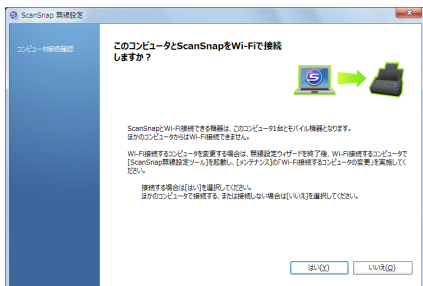 ScanSnap 無線設定
コンピュータ接続確認
このコンピュータとScanSnapをWi-Fiで接続
しますか？
ScanSnapとWi-Fi接続できる機器は、このコンピュータ1台とモバイル機器となります。
ほかのコンピュータからはWi-Fi接続できません。
Wi-Fi接続するコンピュータを変更する場合は、無線設定ウィザードを終了後、Wi-Fi接続するコンピュータで
[ScanSnap無線設定ツール]を起動し、[メンテナンス]の「Wi-Fi接続するコンピュータの変更」を実施してく
ださい。
接続する場合は[はい]を選択してください。
ほかのコンピュータで接続する、または接続しない場合は[いいえ]を選択してください。
はい(Y)
いいえ(O)